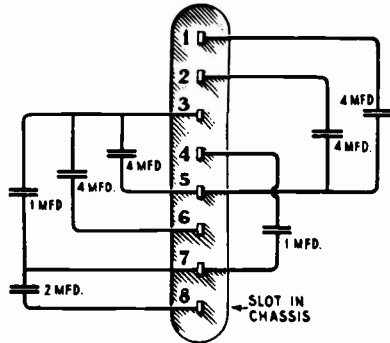 1
2
3
4
5
6
7
8
4 MFD.
4 MFD.
4 MFD
4 MFD.
1 MFD
1 MFD.
2 MFD.
SLOT IN
CHASSIS